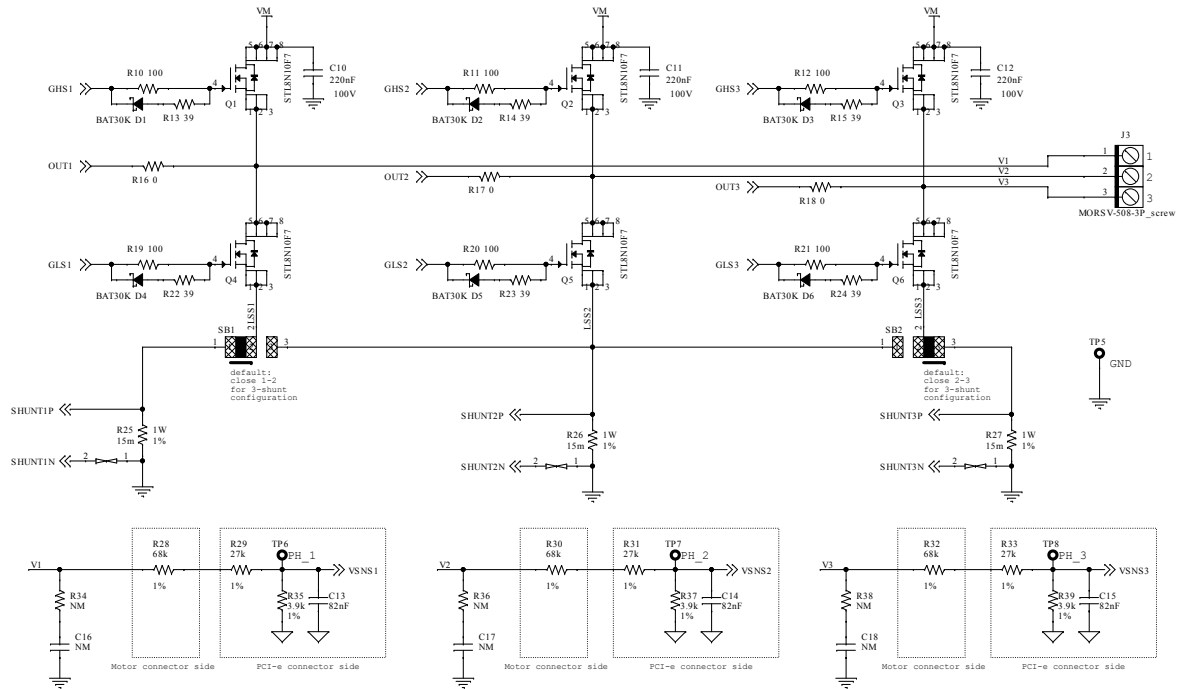 VM VM VM
5 6 7 8 5 6 7 8 5 6 7 8
GHS1 R10 100 4 Q1 STL8N10F7 C10 220nF 100V
BAT30K D1 R13 39 1 2 3
GHS2 R11 100 4 Q2 STL8N10F7 C11 220nF 100V
BAT30K D2 R14 39 1 2 3
GHS3 R12 100 4 Q3 STL8N10F7 C12 220nF 100V
BAT30K D3 R15 39 1 2 3
OUT1 R16 0 V1
OUT2 R17 0 V2
OUT3 R18 0 V3
J3
1 1
2 2
3 3
MORSV-508-3P_screw
5 6 7 8 5 6 7 8 5 6 7 8
GLS1 R19 100 4 Q4 STL8N10F7
BAT30K D4 R22 39 1 2 3
GLS2 R20 100 4 Q5 STL8N10F7
BAT30K D5 R23 39 1 2 3
GLS3 R21 100 4 Q6 STL8N10F7
BAT30K D6 R24 39 1 2 3
LSS1 LSS2 LSS3
SB1
1 2 3
default:
close 1-2
for 3-shunt
configuration
SB2
1 2 3
default:
close 2-3
for 3-shunt
configuration
TP5
GND
SHUNT1P
R25 15m 1W 1%
SHUNT1N 2 1
SHUNT2P
R26 15m 1W 1%
SHUNT2N 2 1
SHUNT3P
R27 15m 1W 1%
SHUNT3N 2 1
V1
R28 68k 1%
R29 27k 1%
TP6 PH_1
VSNS1
R34 NM
R35 3.9k 1%
C13 82nF
C16 NM
Motor connector side
PCI-e connector side
V2
R30 68k 1%
R31 27k 1%
TP7 PH_2
VSNS2
R36 NM
R37 3.9k 1%
C14 82nF
C17 NM
Motor connector side
PCI-e connector side
V3
R32 68k 1%
R33 27k 1%
TP8 PH_3
VSNS3
R38 NM
R39 3.9k 1%
C15 82nF
C18 NM
Motor connector side
PCI-e connector side